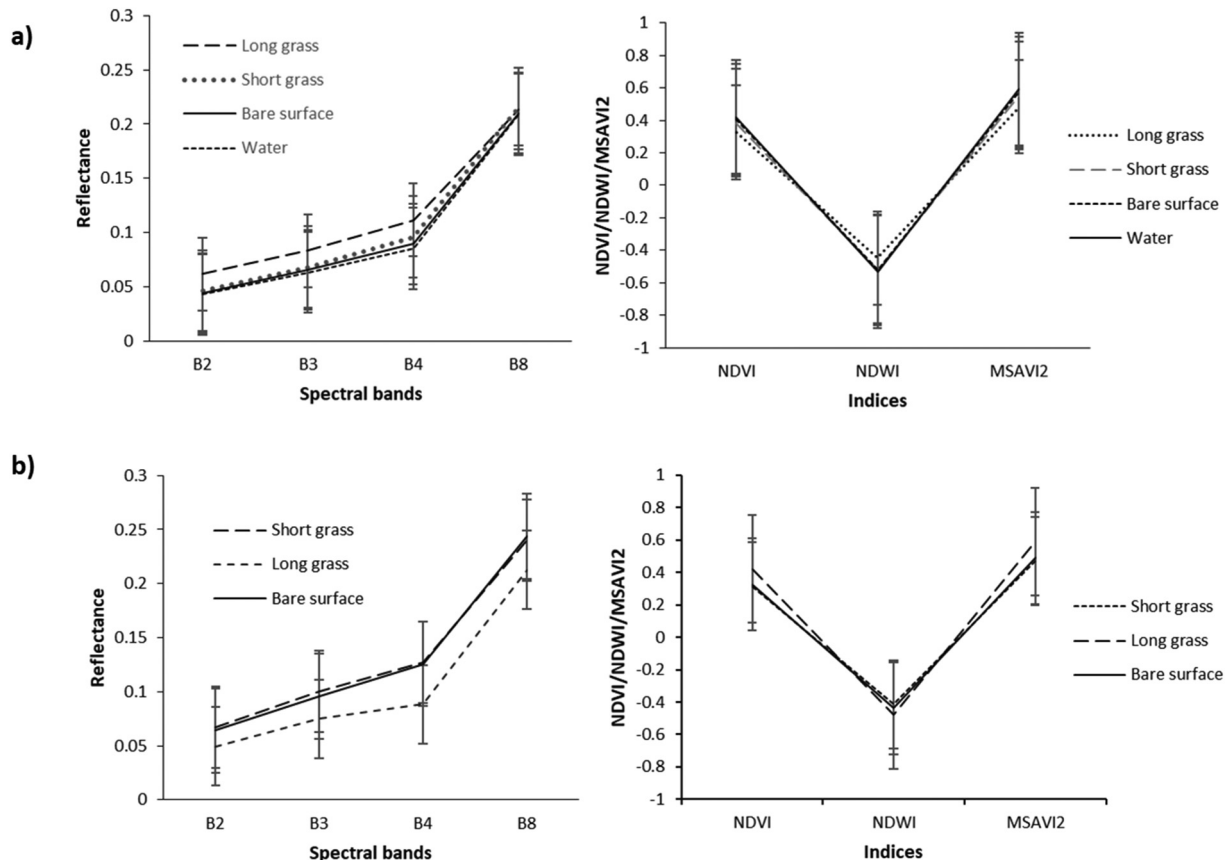 a)
0.3
0.25
0.2
0.15
0.1
0.05
0
Reflectance
Long grass
Short grass
Bare surface
Water
B2 B3 B4 B8
Spectral bands
1
0.8
0.6
0.4
0.2
0
-0.2
-0.4
-0.6
-0.8
-1
NDVI/NDWI/MSAVI2
Long grass
Short grass
Bare surface
Water
NDVI NDWI MSAVI2
Indices
b)
0.3
0.25
0.2
0.15
0.1
0.05
0
Reflectance
Short grass
Long grass
Bare surface
B2 B3 B4 B8
Spectral bands
1
0.8
0.6
0.4
0.2
0
-0.2
-0.4
-0.6
-0.8
-1
NDVI/NDWI/MSAVI2
Short grass
Long grass
Bare surface
NDVI NDWI MSAVI2
Indices